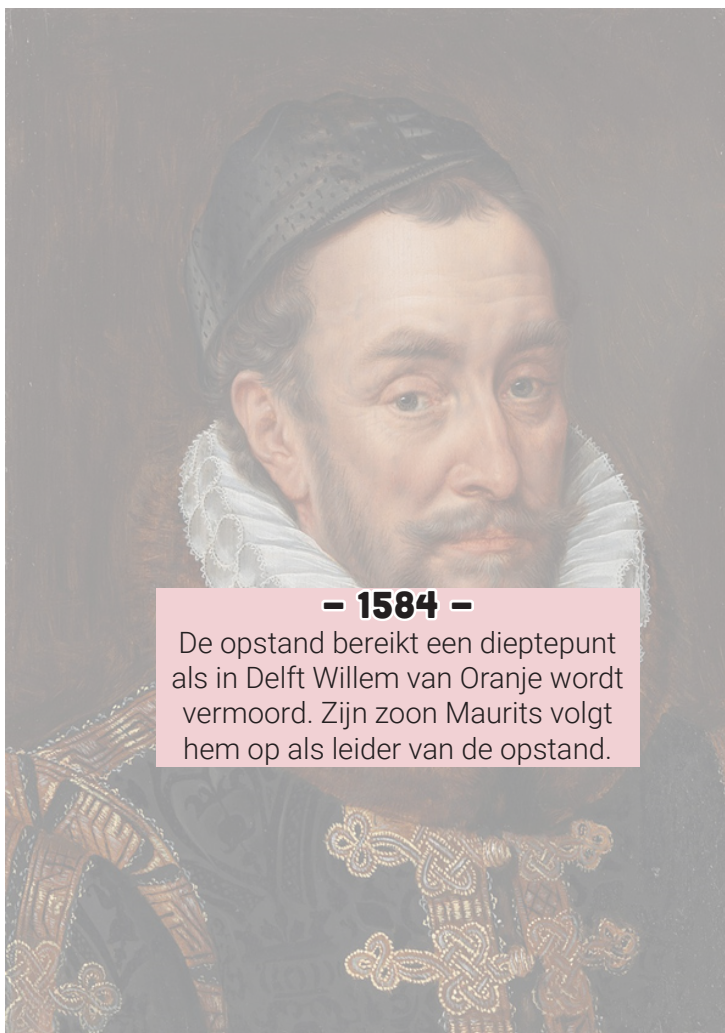 – 1584 –
De opstand bereikt een dieptepunt
als in Delft Willem van Oranje wordt
vermoord. Zijn zoon Maurits volgt
hem op als leider van de opstand.